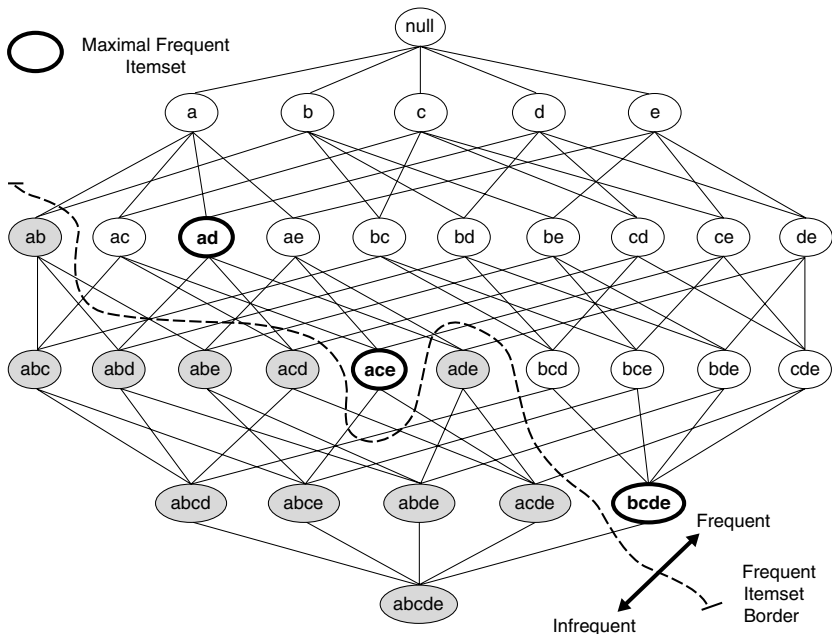 null
Maximal Frequent
Itemset
a b c d e
ab ac ad ae bc bd be cd ce de
abc abd abe acd ace ade bcd bce bde cde
abcd abce abde acde bcde
Frequent
Frequent
Itemset
Border
abcde
Infrequent